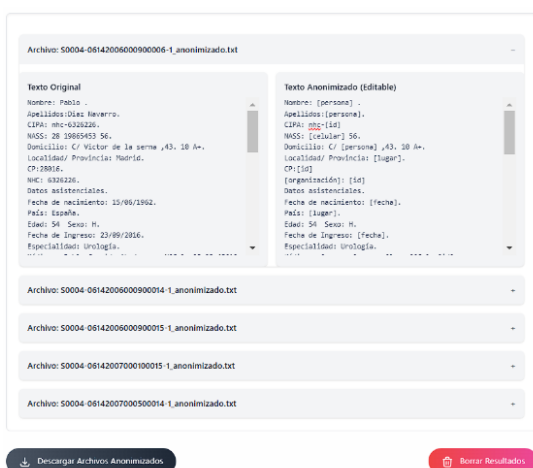 Archivo: S0004-06142006000900006-1_anonimizado.txt
Texto Original
Nombre: Pablo .
Apellidos:Diaz Navarro.
CIPA: nhc-6326226.
NASS: 28 19865453 56.
Domicilio: C/ Victor de la serna ,43. 10 A+.
Localidad/ Provincia: Madrid.
CP:28016.
NHC: 6326226.
Datos asistenciales.
Fecha de nacimiento: 15/06/1962.
País: España.
Edad: 54 Sexo: H.
Fecha de Ingreso: 23/09/2016.
Especialidad: Urología.
Texto Anonimizado (Editable)
Nombre: [persona] .
Apellidos:[persona].
CIPA: nhc-[id]
NASS: [celular] 56.
Domicilio: C/ [persona] ,43. 10 A+.
Localidad/ Provincia: [lugar].
CP:[id]
[organización]: [id]
Datos asistenciales.
Fecha de nacimiento: [fecha].
País: [lugar].
Edad: 54 Sexo: H.
Fecha de Ingreso: [fecha].
Especialidad: Urología.
Archivo: S0004-06142006000900014-1_anonimizado.txt
Archivo: S0004-06142006000900015-1_anonimizado.txt
Archivo: S0004-06142007000100015-1_anonimizado.txt
Archivo: S0004-06142007000500014-1_anonimizado.txt
Descargar Archivos Anonimizados
Borrar Resultados